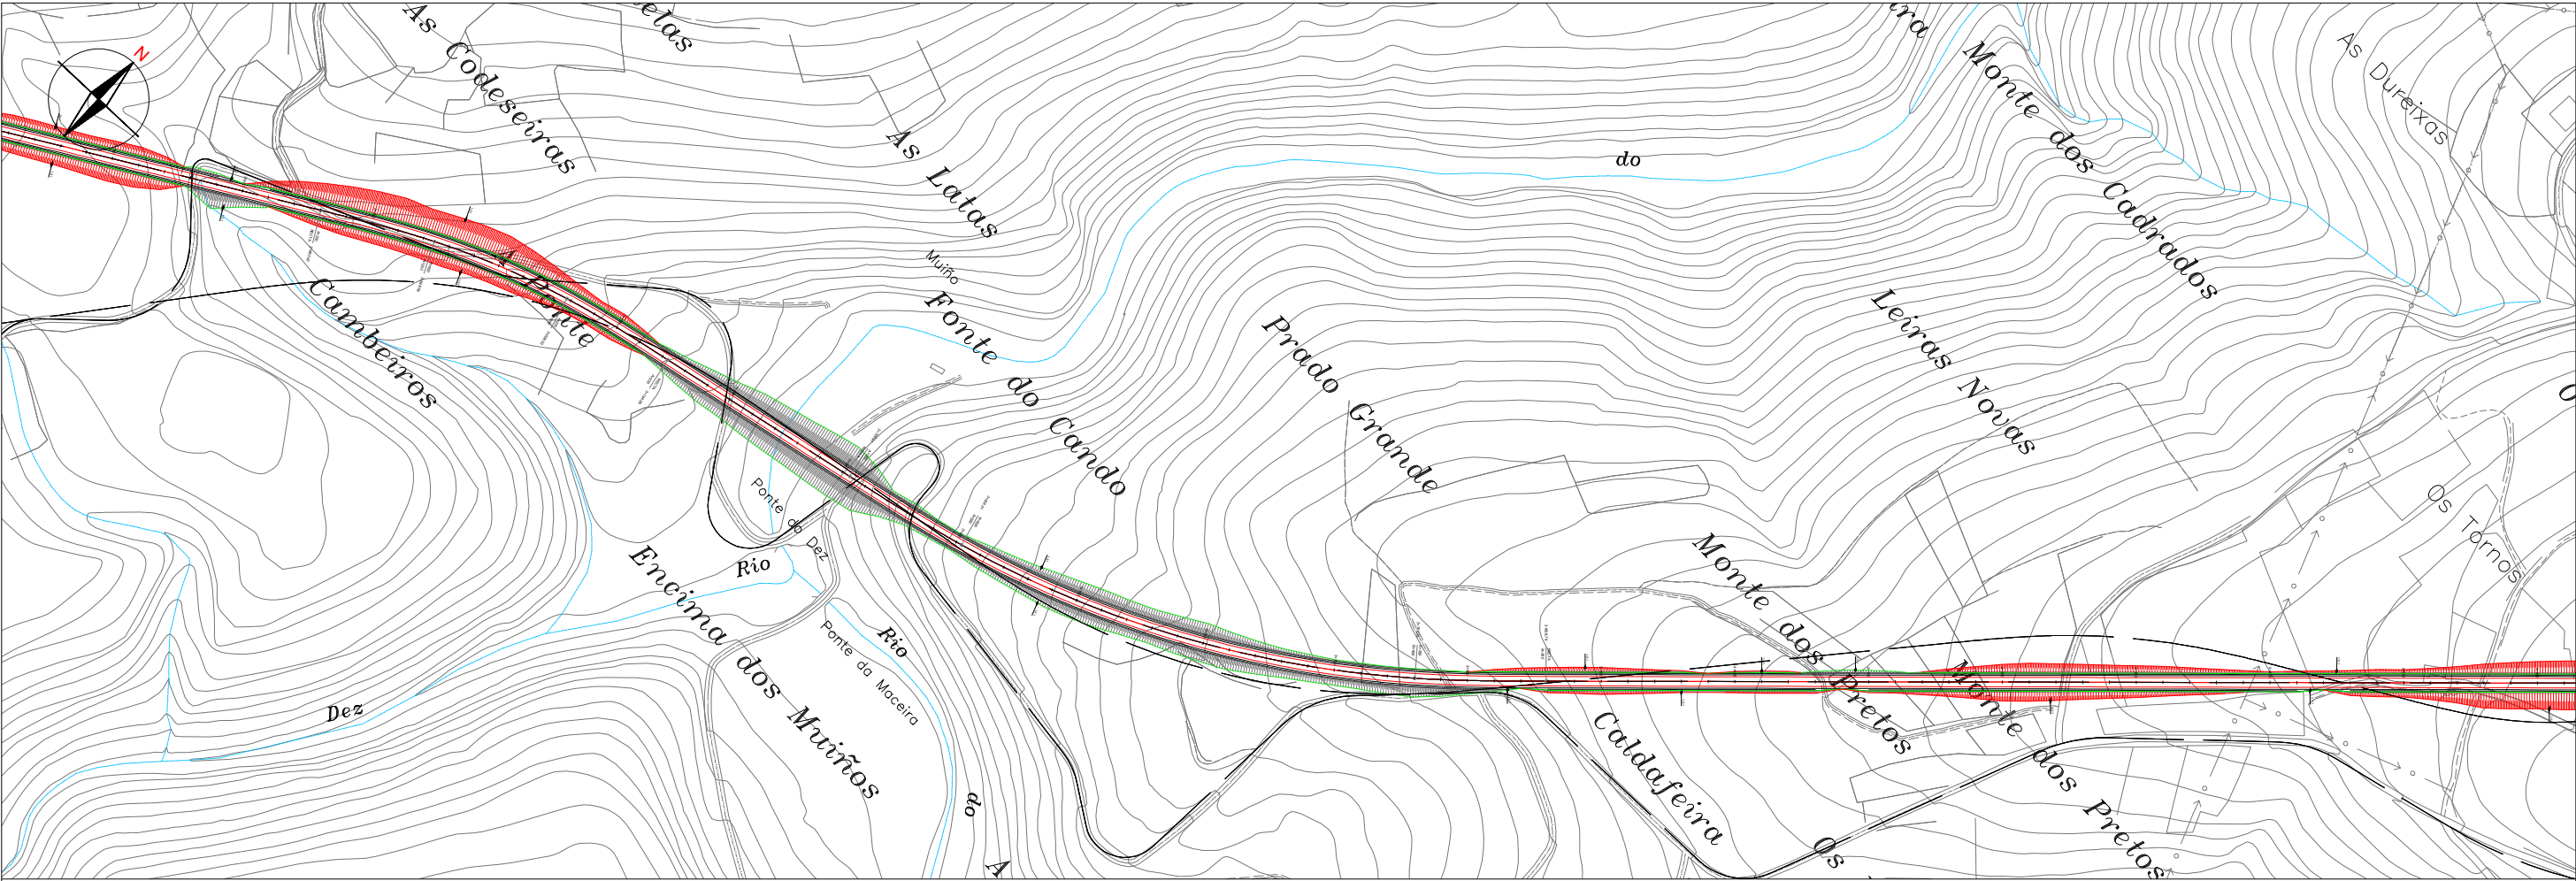 N
As Codeseiras
elas
As Latas
do
ra
Monte dos Cadrados
As Dureixas
Muiño
Fonte do Cando
Prado Grande
Leiras Novas
A Ponte
Cambeiros
Ponte do Dez
Rio
Encima dos Muiños
Rio
Ponte da Maceira
Dez
do
A
Monte dos Pretos
Os Tornos
O
Caldafeira
Monte dos Pretos
Os